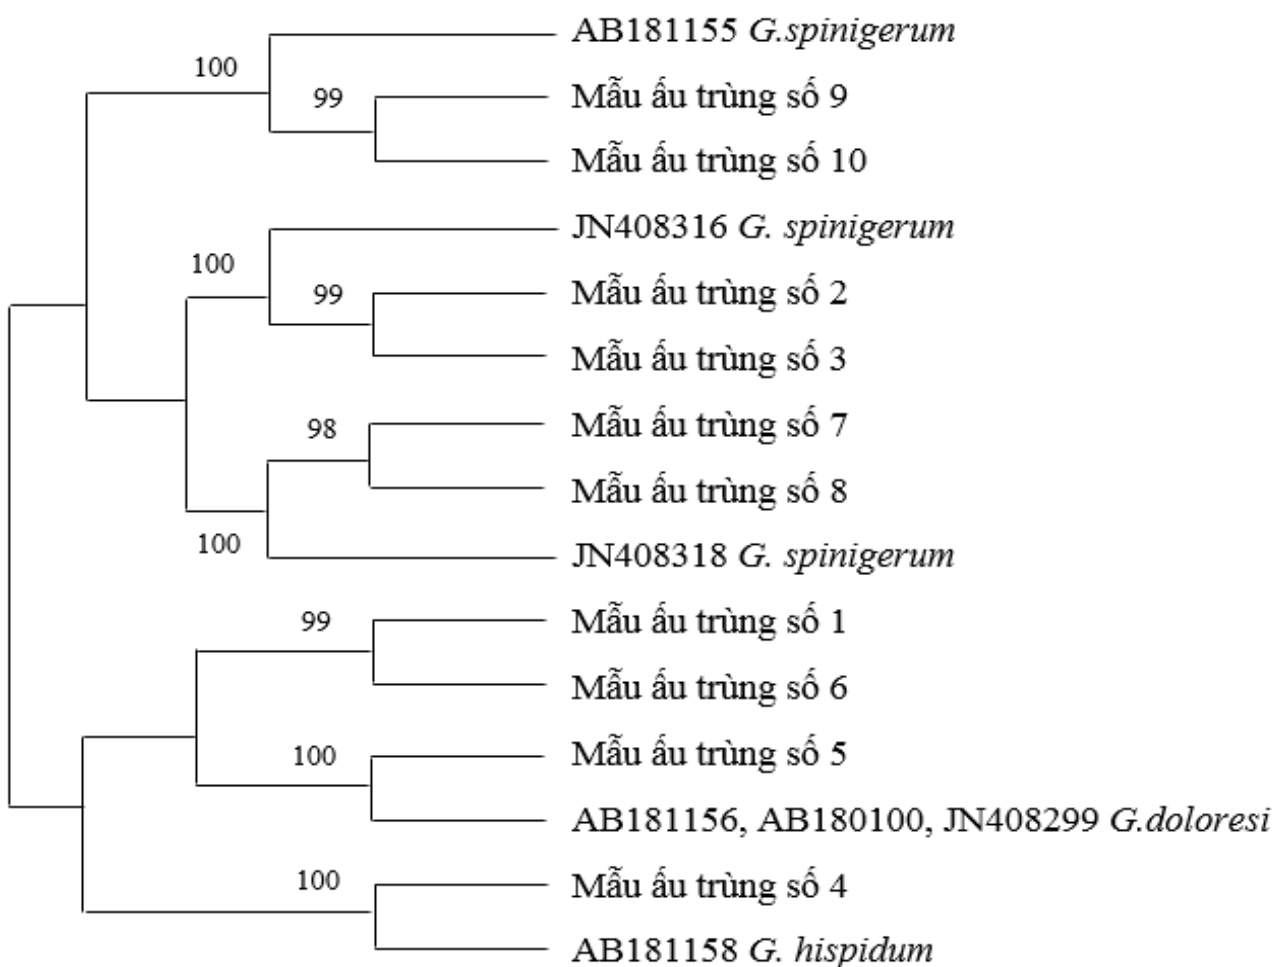 AB181155 G.spinigerum
100
99
Mẫu ấu trùng số 9
Mẫu ấu trùng số 10
JN408316 G. spinigerum
100
99
Mẫu ấu trùng số 2
Mẫu ấu trùng số 3
98
Mẫu ấu trùng số 7
Mẫu ấu trùng số 8
100
JN408318 G. spinigerum
99
Mẫu ấu trùng số 1
Mẫu ấu trùng số 6
100
Mẫu ấu trùng số 5
AB181156, AB180100, JN408299 G.doloresi
100
Mẫu ấu trùng số 4
AB181158 G. hispidum